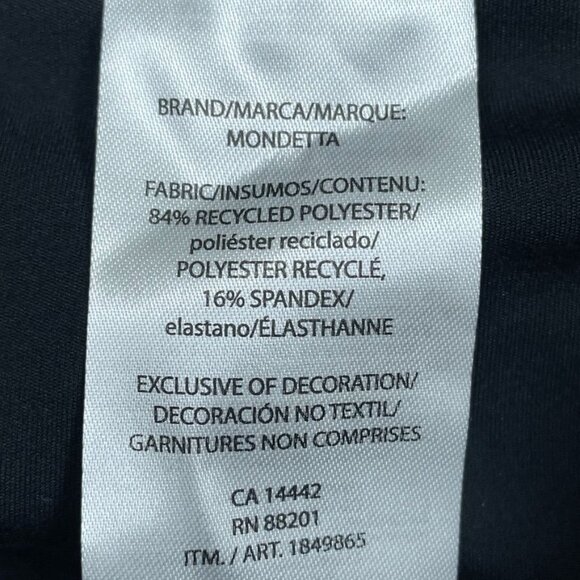 BRAND/MARCA/MARQUE:
MONDETTA
FABRIC/INSUMOS/CONTENU:
84% RECYCLED POLYESTER/
poliéster reciclado/
POLYESTER RECYCLÉ,
16% SPANDEX/
elastano/ÉLASTHANNE
EXCLUSIVE OF DECORATION/
DECORACIÓN NO TEXTIL/
GARNITURES NON COMPRISES
CA 14442
RN 88201
ITM. / ART. 1849865